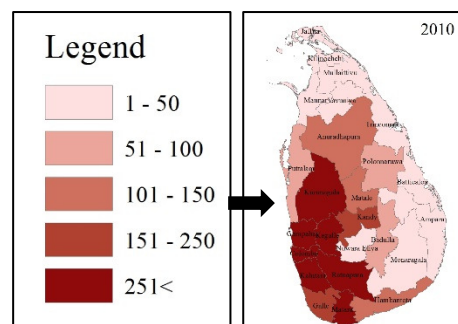 Legend
1 - 50
51 - 100
101 - 150
151 - 250
251<
2010
Jaffna
Kilinochchi
Mullaitivu
Mannar Vavuniya
Trincomalee
Anuradhapura
Puttalam
Polonnaruwa
Batticaloa
Kurunegala
Matale
Kandy
Ampara
Gampaha
Kegalle
Nuwara Eliya
Badulla
Colombo
Monaragala
Kalutara
Ratnapura
Galle
Matara
Hambantota